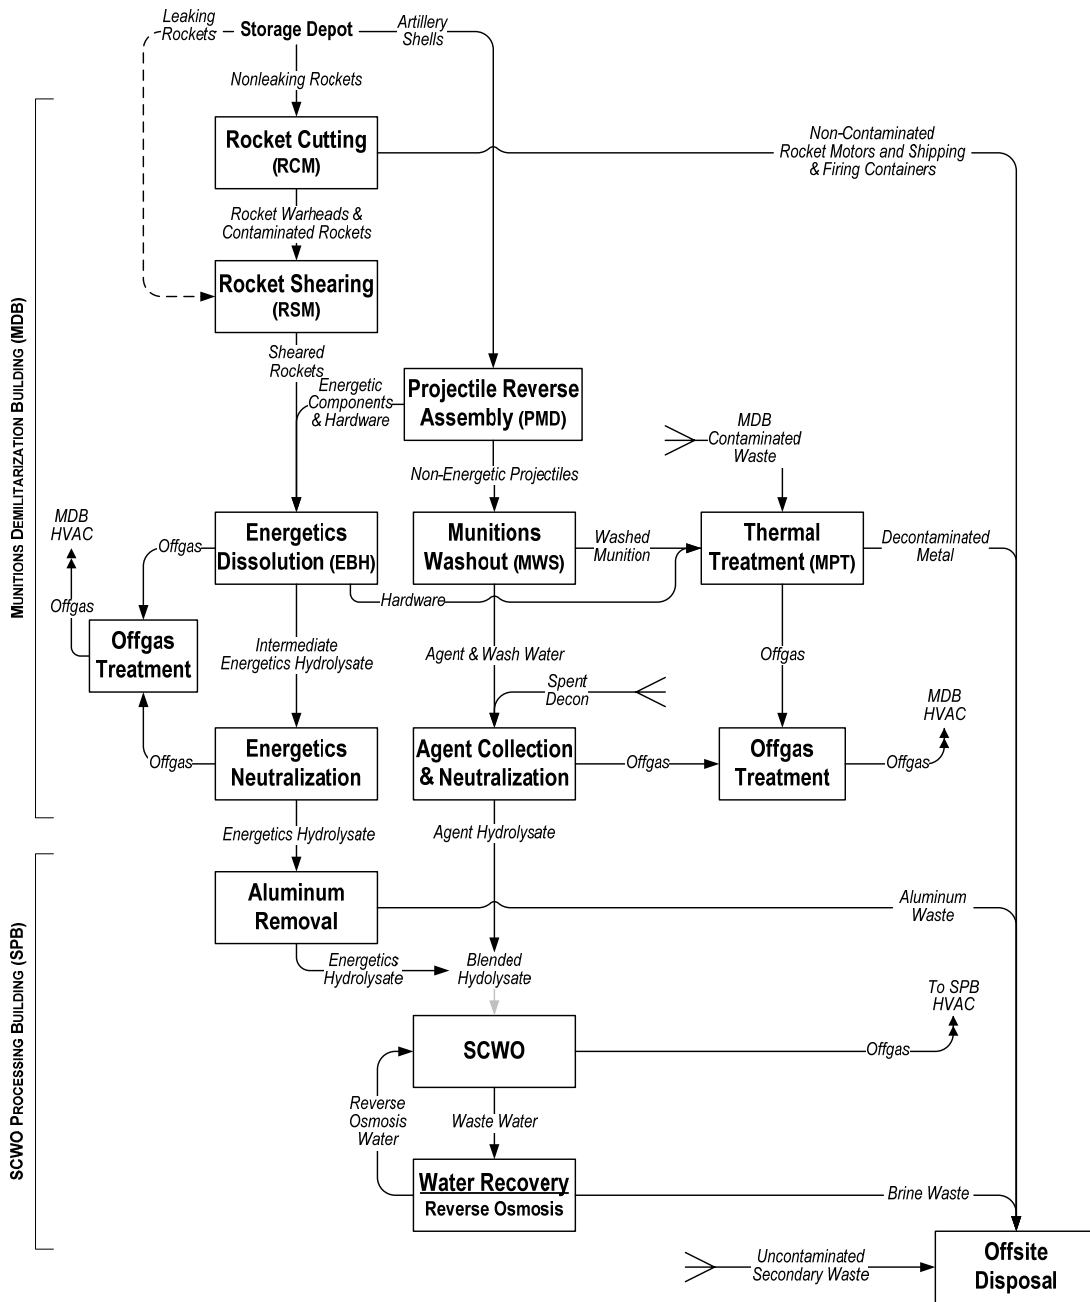 Leaking
Rockets
Storage Depot
Artillery
Shells
Nonleaking Rockets
Rocket Cutting
(RCM)
Non-Contaminated
Rocket Motors and Shipping
& Firing Containers
Rocket Warheads &
Contaminated Rockets
Rocket Shearing
(RSM)
MUNITIONS DEMILITARIZATION BUILDING (MDB)
Sheared
Rockets
Energetic
Components
& Hardware
Projectile Reverse
Assembly (PMD)
MDB
Contaminated
Waste
Non-Energetic Projectiles
MDB
HVAC
Offgas
Energetics
Dissolution (EBH)
Munitions
Washout (MWS)
Washed
Munition
Thermal
Treatment (MPT)
Decontaminated
Metal
Hardware
Offgas
Offgas
Treatment
Intermediate
Energetics Hydrolysate
Agent & Wash Water
Offgas
Spent
Decon
MDB
HVAC
Offgas
Energetics
Neutralization
Agent Collection
& Neutralization
Offgas
Offgas
Treatment
Offgas
Energetics Hydrolysate
Agent Hydrolysate
SCWO PROCESSING BUILDING (SPB)
Aluminum
Removal
Aluminum
Waste
Energetics
Hydrolysate
Blended
Hydolysate
To SPB
HVAC
SCWO
Offgas
Reverse
Osmosis
Water
Waste Water
Water Recovery
Reverse Osmosis
Brine Waste
Uncontaminated
Secondary Waste
Offsite
Disposal